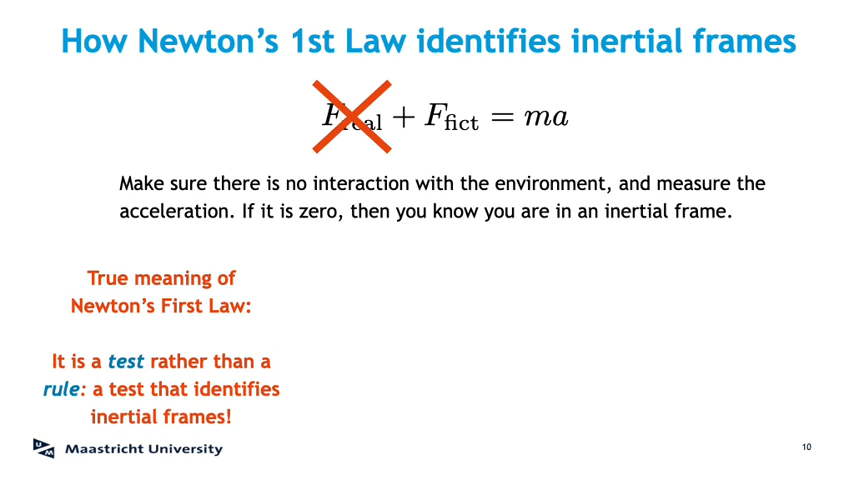 How Newton's 1st Law identifies inertial frames
F_real + F_fict = ma
Make sure there is no interaction with the environment, and measure the
acceleration. If it is zero, then you know you are in an inertial frame.
True meaning of
Newton's First Law:
It is a test rather than a
rule: a test that identifies
inertial frames!
UM Maastricht University
10